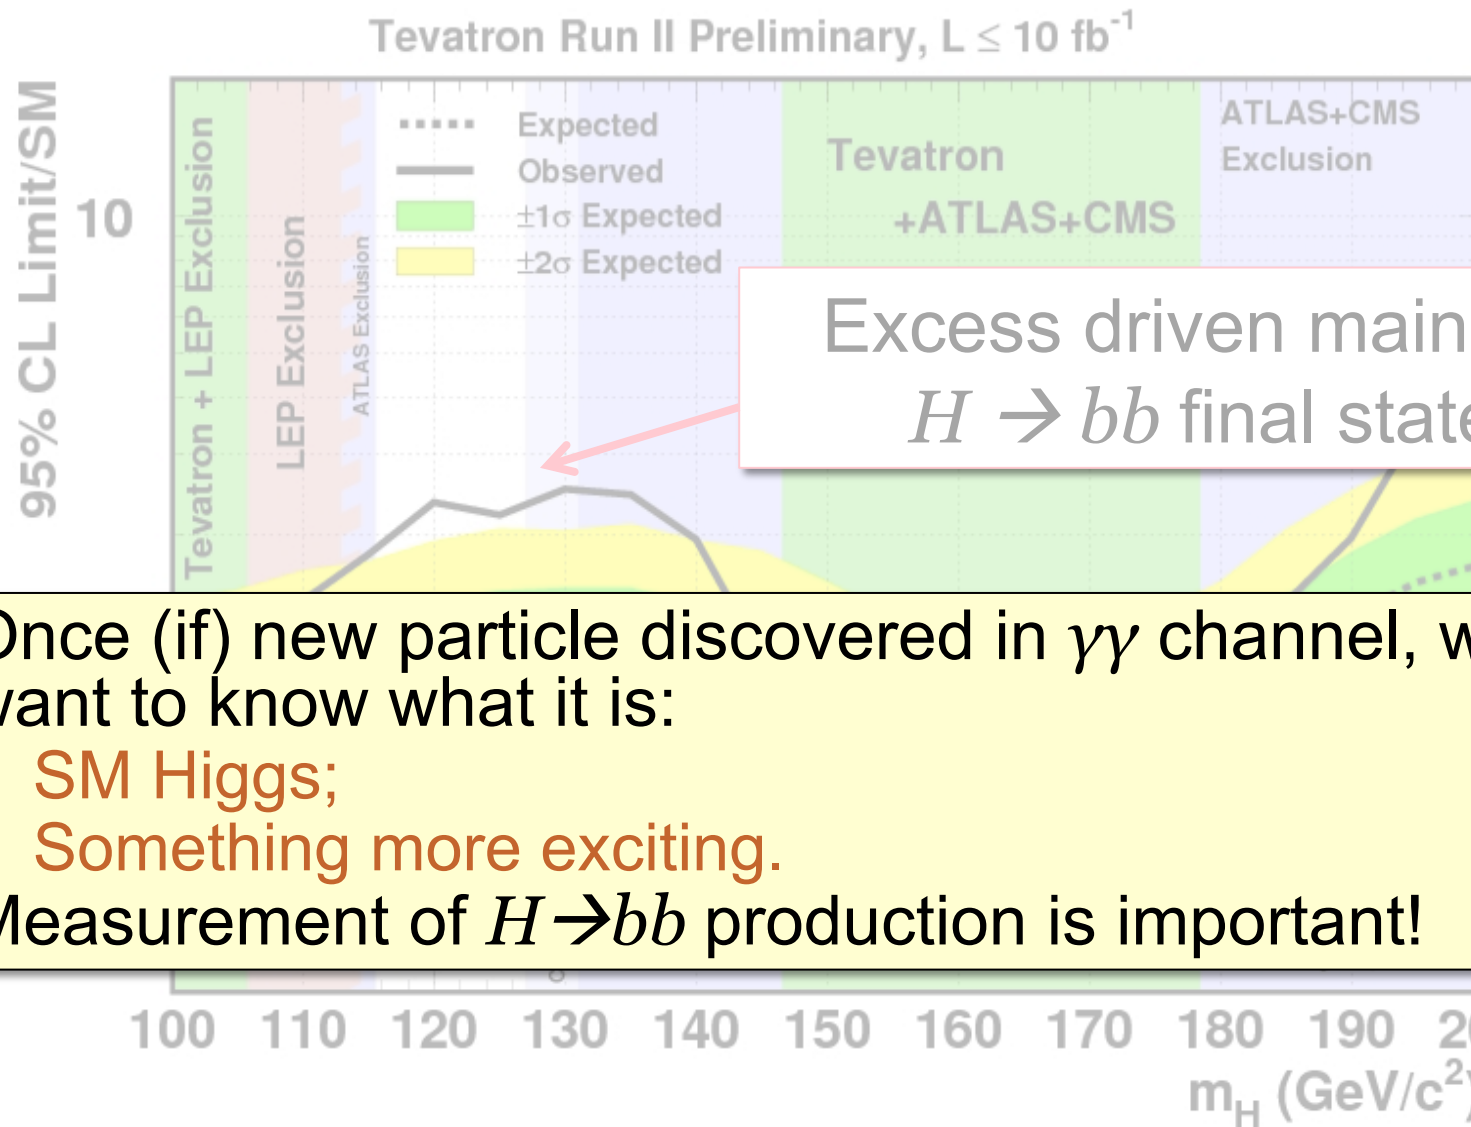 Tevatron Run II Preliminary, L ≤ 10 fb⁻¹
95% CL Limit/SM
10
Tevatron + LEP Exclusion
LEP Exclusion
ATLAS Exclusion
Expected
Observed
±1σ Expected
±2σ Expected
Tevatron
+ATLAS+CMS
ATLAS+CMS
Exclusion
Excess driven main
H → bb final state
Once (if) new particle discovered in γγ channel, w
want to know what it is:
SM Higgs;
Something more exciting.
Measurement of H→bb production is important!
100 110 120 130 140 150 160 170 180 190 20
m_H (GeV/c²)